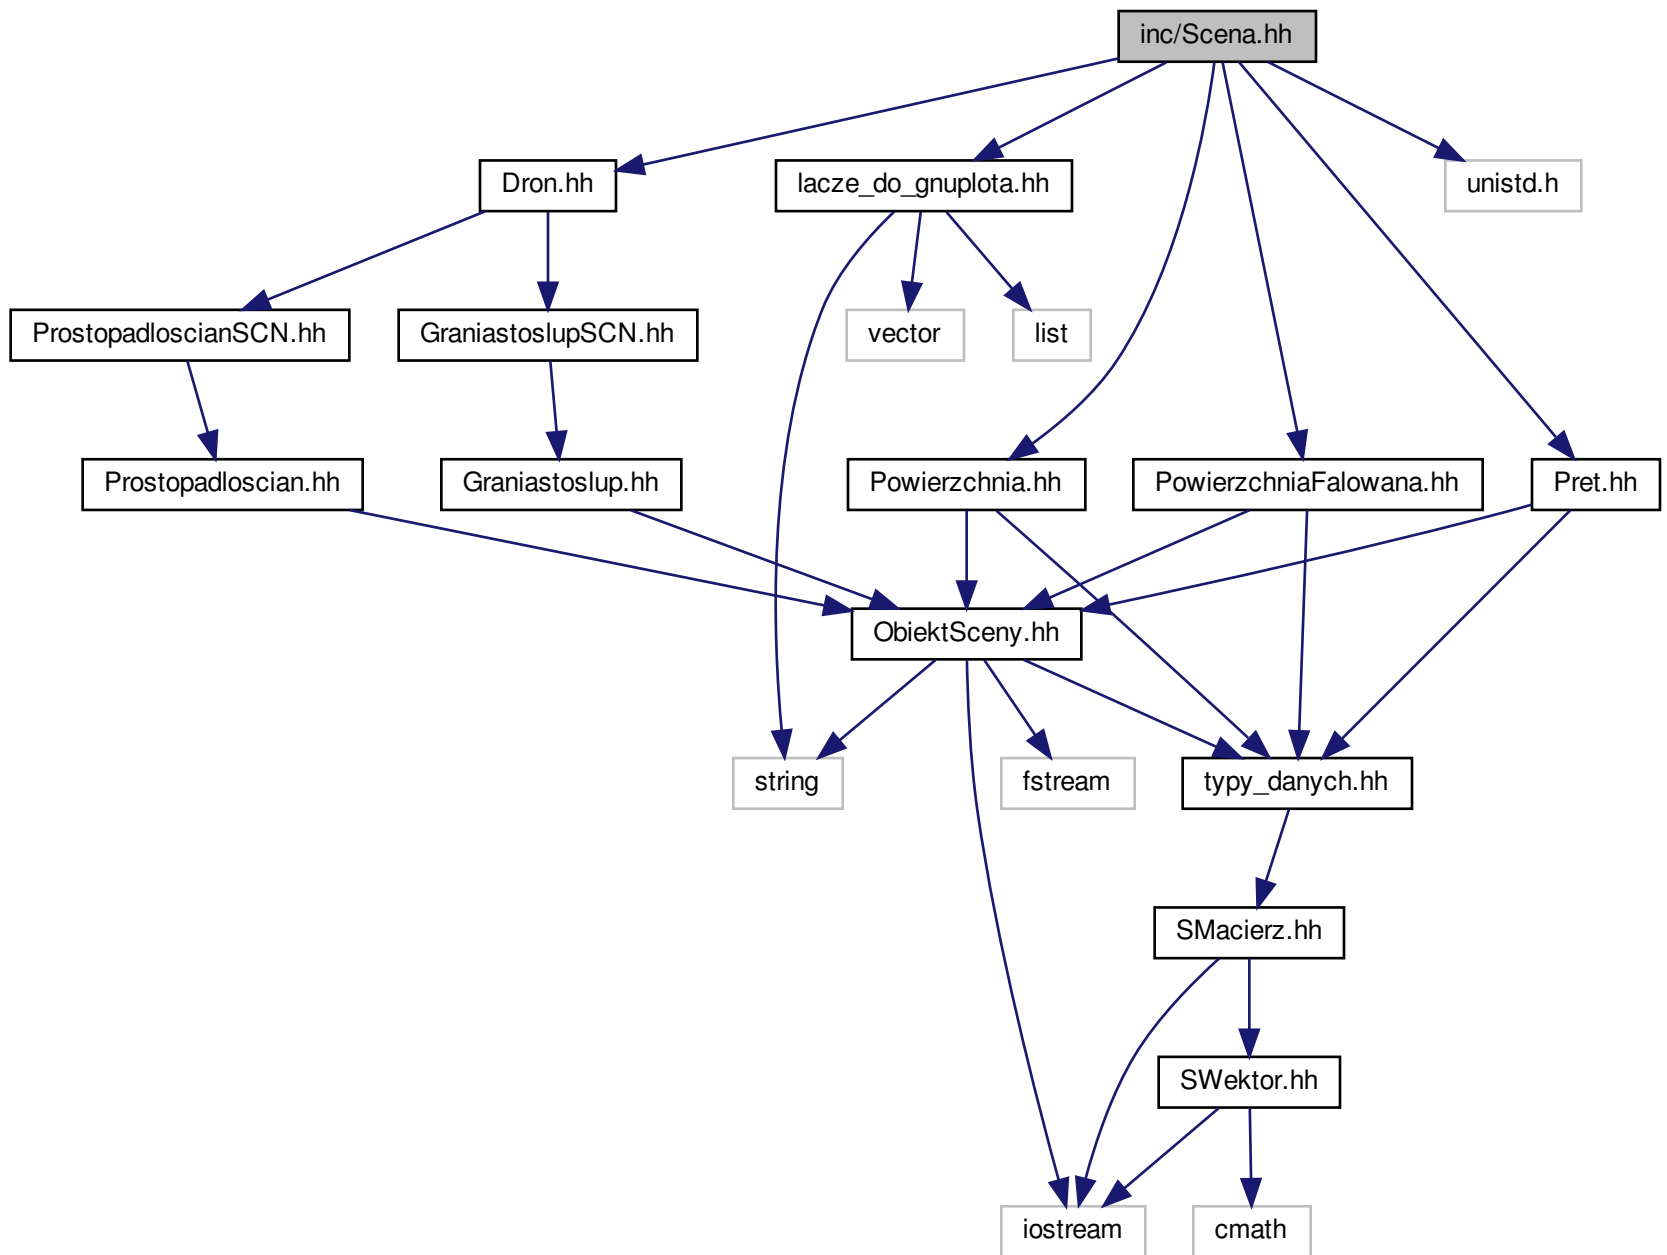 inc/Scena.hh
Dron.hh
lacze_do_gnuplota.hh
unistd.h
ProstopadloscianSCN.hh
GraniastoslupSCN.hh
vector
list
Prostopadloscian.hh
Graniastoslup.hh
Powierzchnia.hh
PowierzchniaFalowana.hh
Pret.hh
ObiektSceny.hh
string
fstream
typy_danych.hh
SMacierz.hh
SWektor.hh
iostream
cmath